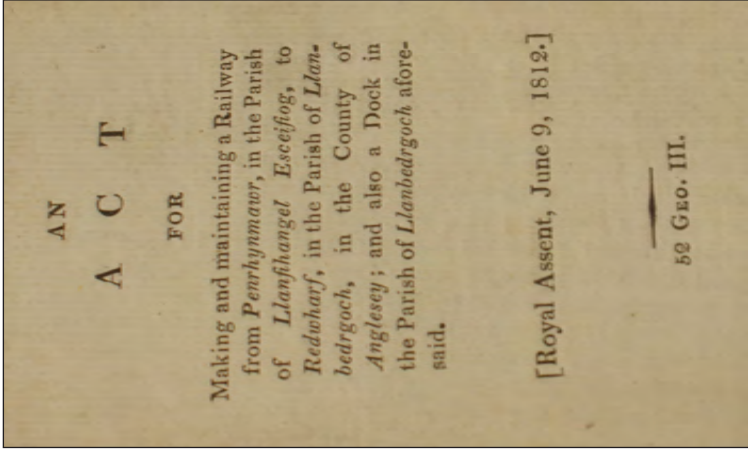 AN
A C T
FOR
Making and maintaining a Railway
from Penrhynmawr, in the Parish
of Llanfihangel Esceifiog, to
Redwharf, in the Parish of Llan-
bedrgoch, in the County of
Anglesey; and also a Dock in
the Parish of Llanbedrgoch afore-
said.
[Royal Assent, June 9, 1812.]
52 GEO. III.